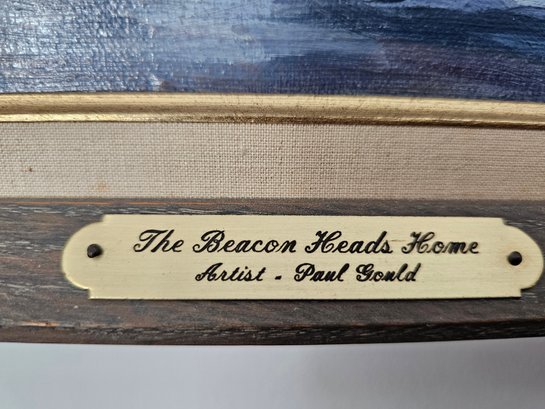 The Beacon Heads Home
Artist - Paul Gould